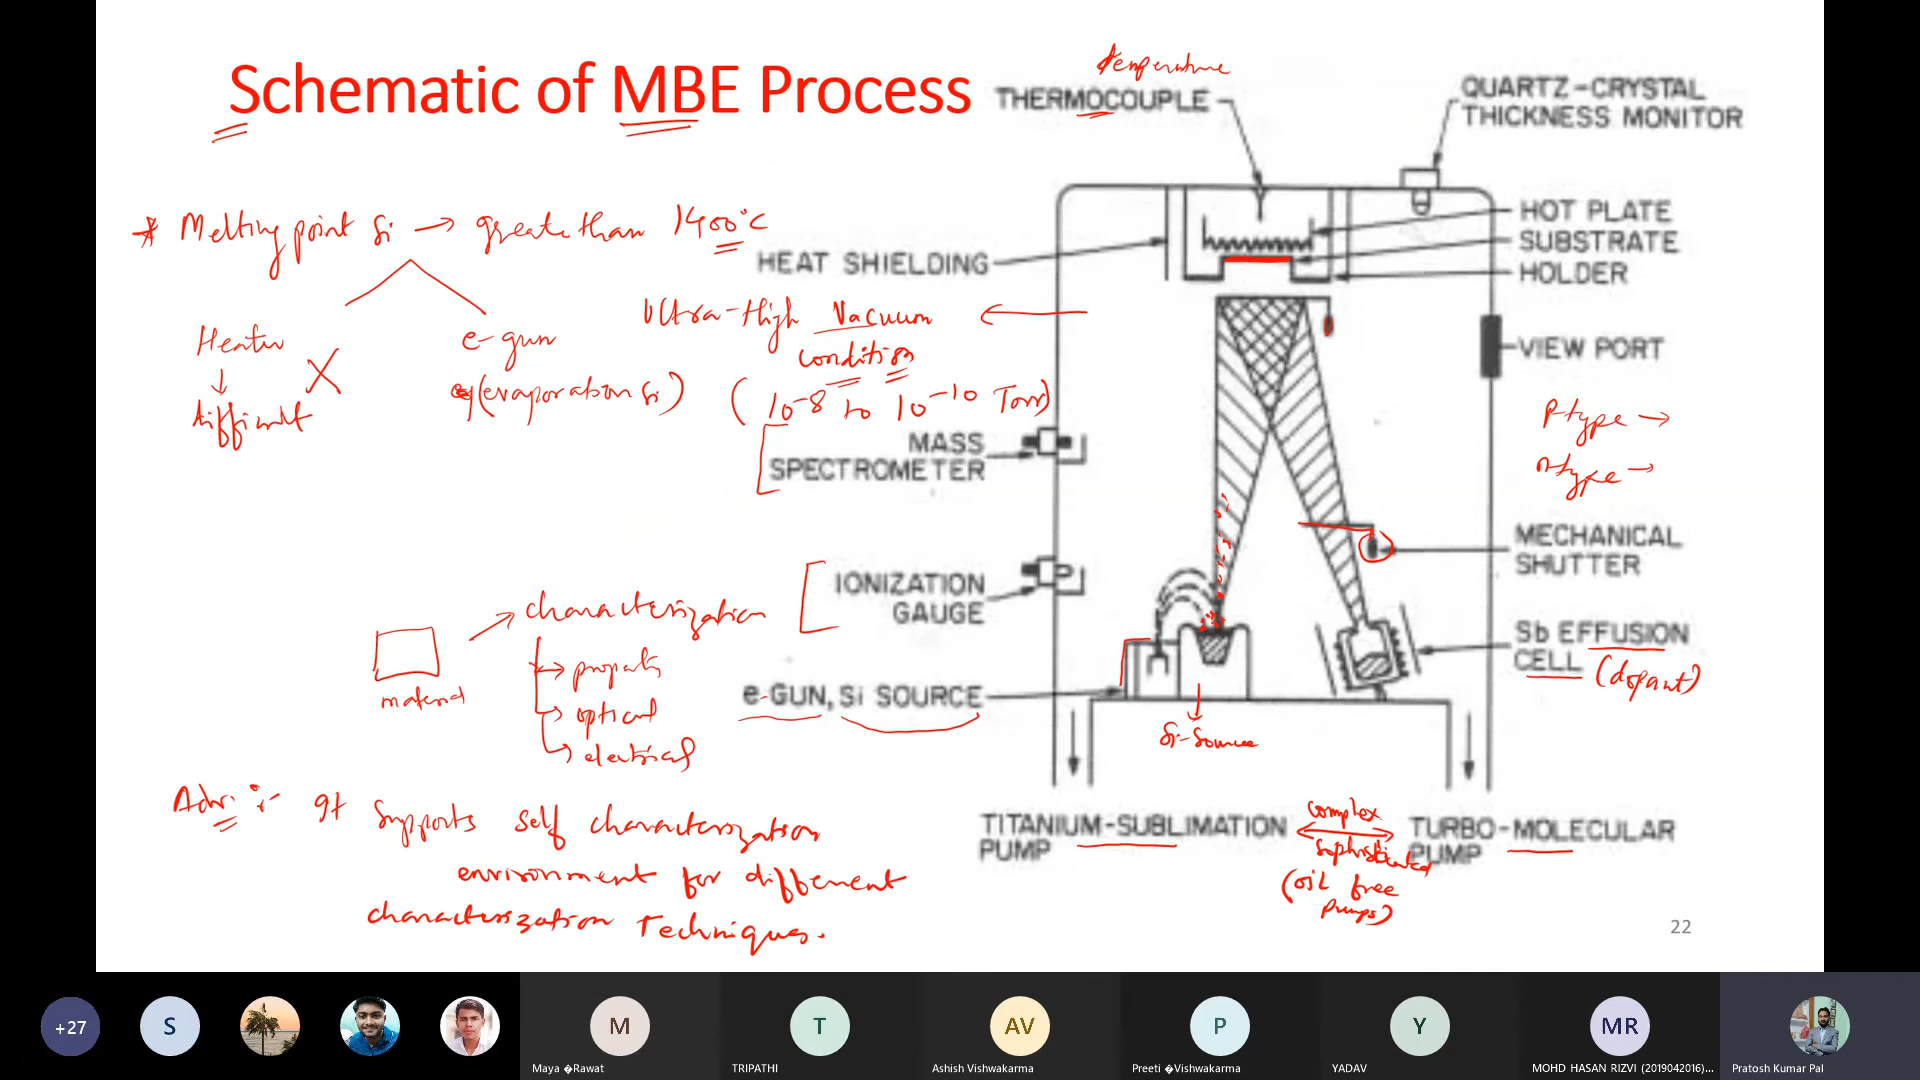 Schematic of MBE Process
temperature
THERMOCOUPLE
QUARTZ-CRYSTAL
THICKNESS MONITOR
* Melting point Si → greater than 1400°C
HEAT SHIELDING
HOT PLATE
SUBSTRATE
HOLDER
Heater
↓
difficult
e-gun
(evaporation Si)
Ultra-High Vacuum
condition
(10-8 to 10-10 Torr)
VIEW PORT
P-type →
n-type →
MASS
SPECTROMETER
MECHANICAL
SHUTTER
IONIZATION
GAUGE
Sb EFFUSION
CELL (dopant)
material
characterization
→ property
→ optical
→ electrical
e-GUN, Si SOURCE
Si-Source
Adv. :- It supports self characterization
environment for different
characterization Techniques.
TITANIUM-SUBLIMATION
PUMP
complex
sophisticated
(oil free
pumps)
TURBO-MOLECULAR
PUMP
22
+27
S
M
T
AV
P
Y
MR
Maya �Rawat
TRIPATHI
Ashish Vishwakarma
Preeti �Vishwakarma
YADAV
MOHD HASAN RIZVI (2019042016)...
Pratosh Kumar Pal